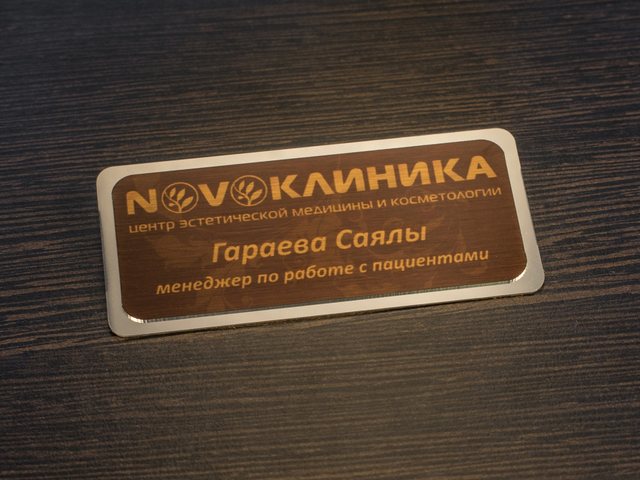 NOVOКЛИНИКА
центр эстетической медицины и косметологии
Гараева Саялы
менеджер по работе с пациентами